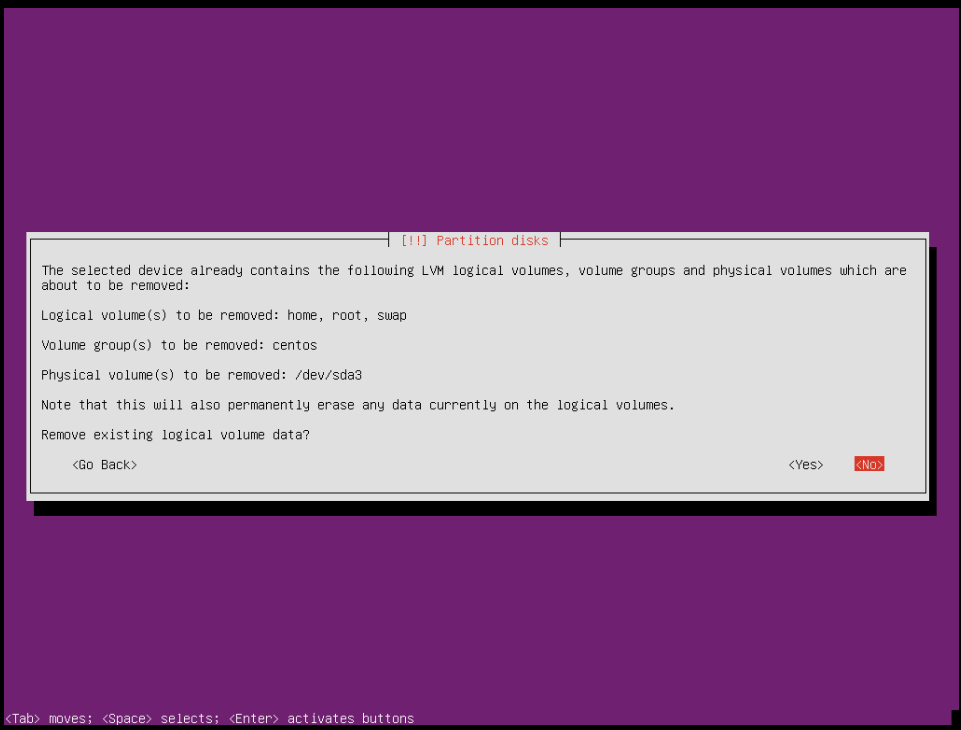 [!!] Partition disks
The selected device already contains the following LVM logical volumes, volume groups and physical volumes which are
about to be removed:
Logical volume(s) to be removed: home, root, swap
Volume group(s) to be removed: centos
Physical volume(s) to be removed: /dev/sda3
Note that this will also permanently erase any data currently on the logical volumes.
Remove existing logical volume data?
<Go Back> <Yes> <No>
<Tab> moves; <Space> selects; <Enter> activates buttons